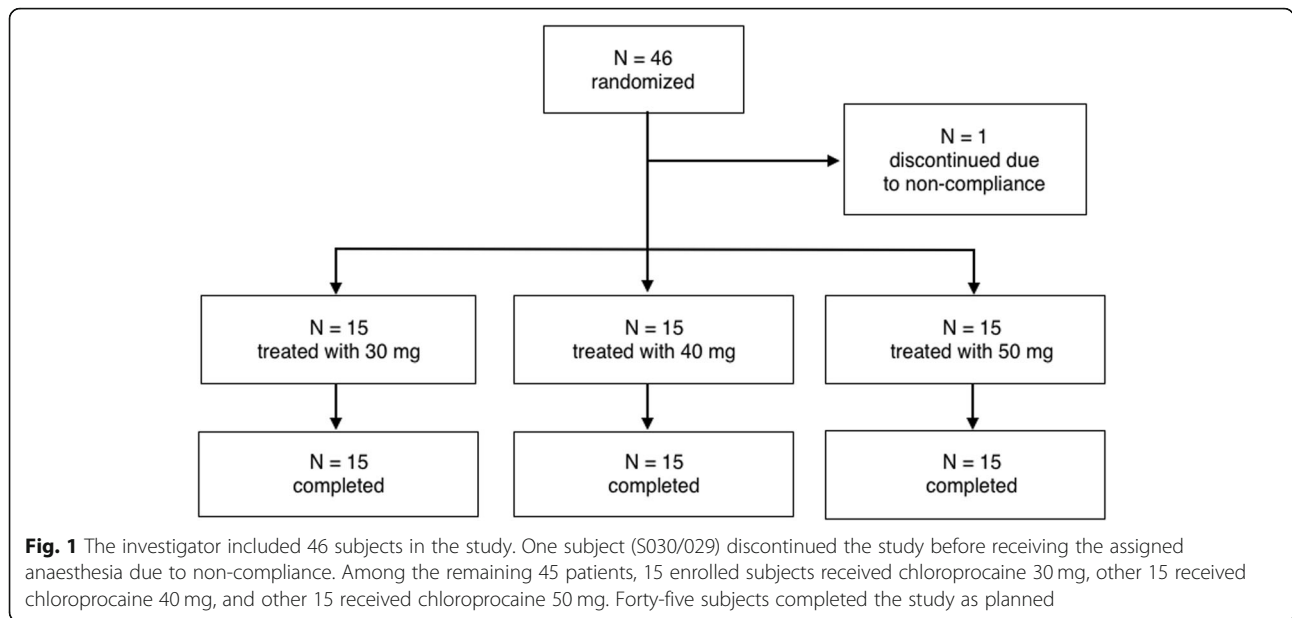 N = 46
randomized
N = 1
discontinued due
to non-compliance
N = 15
treated with 30 mg
N = 15
treated with 40 mg
N = 15
treated with 50 mg
N = 15
completed
N = 15
completed
N = 15
completed
Fig. 1 The investigator included 46 subjects in the study. One subject (S030/029) discontinued the study before receiving the assigned
anaesthesia due to non-compliance. Among the remaining 45 patients, 15 enrolled subjects received chloroprocaine 30 mg, other 15 received
chloroprocaine 40 mg, and other 15 received chloroprocaine 50 mg. Forty-five subjects completed the study as planned